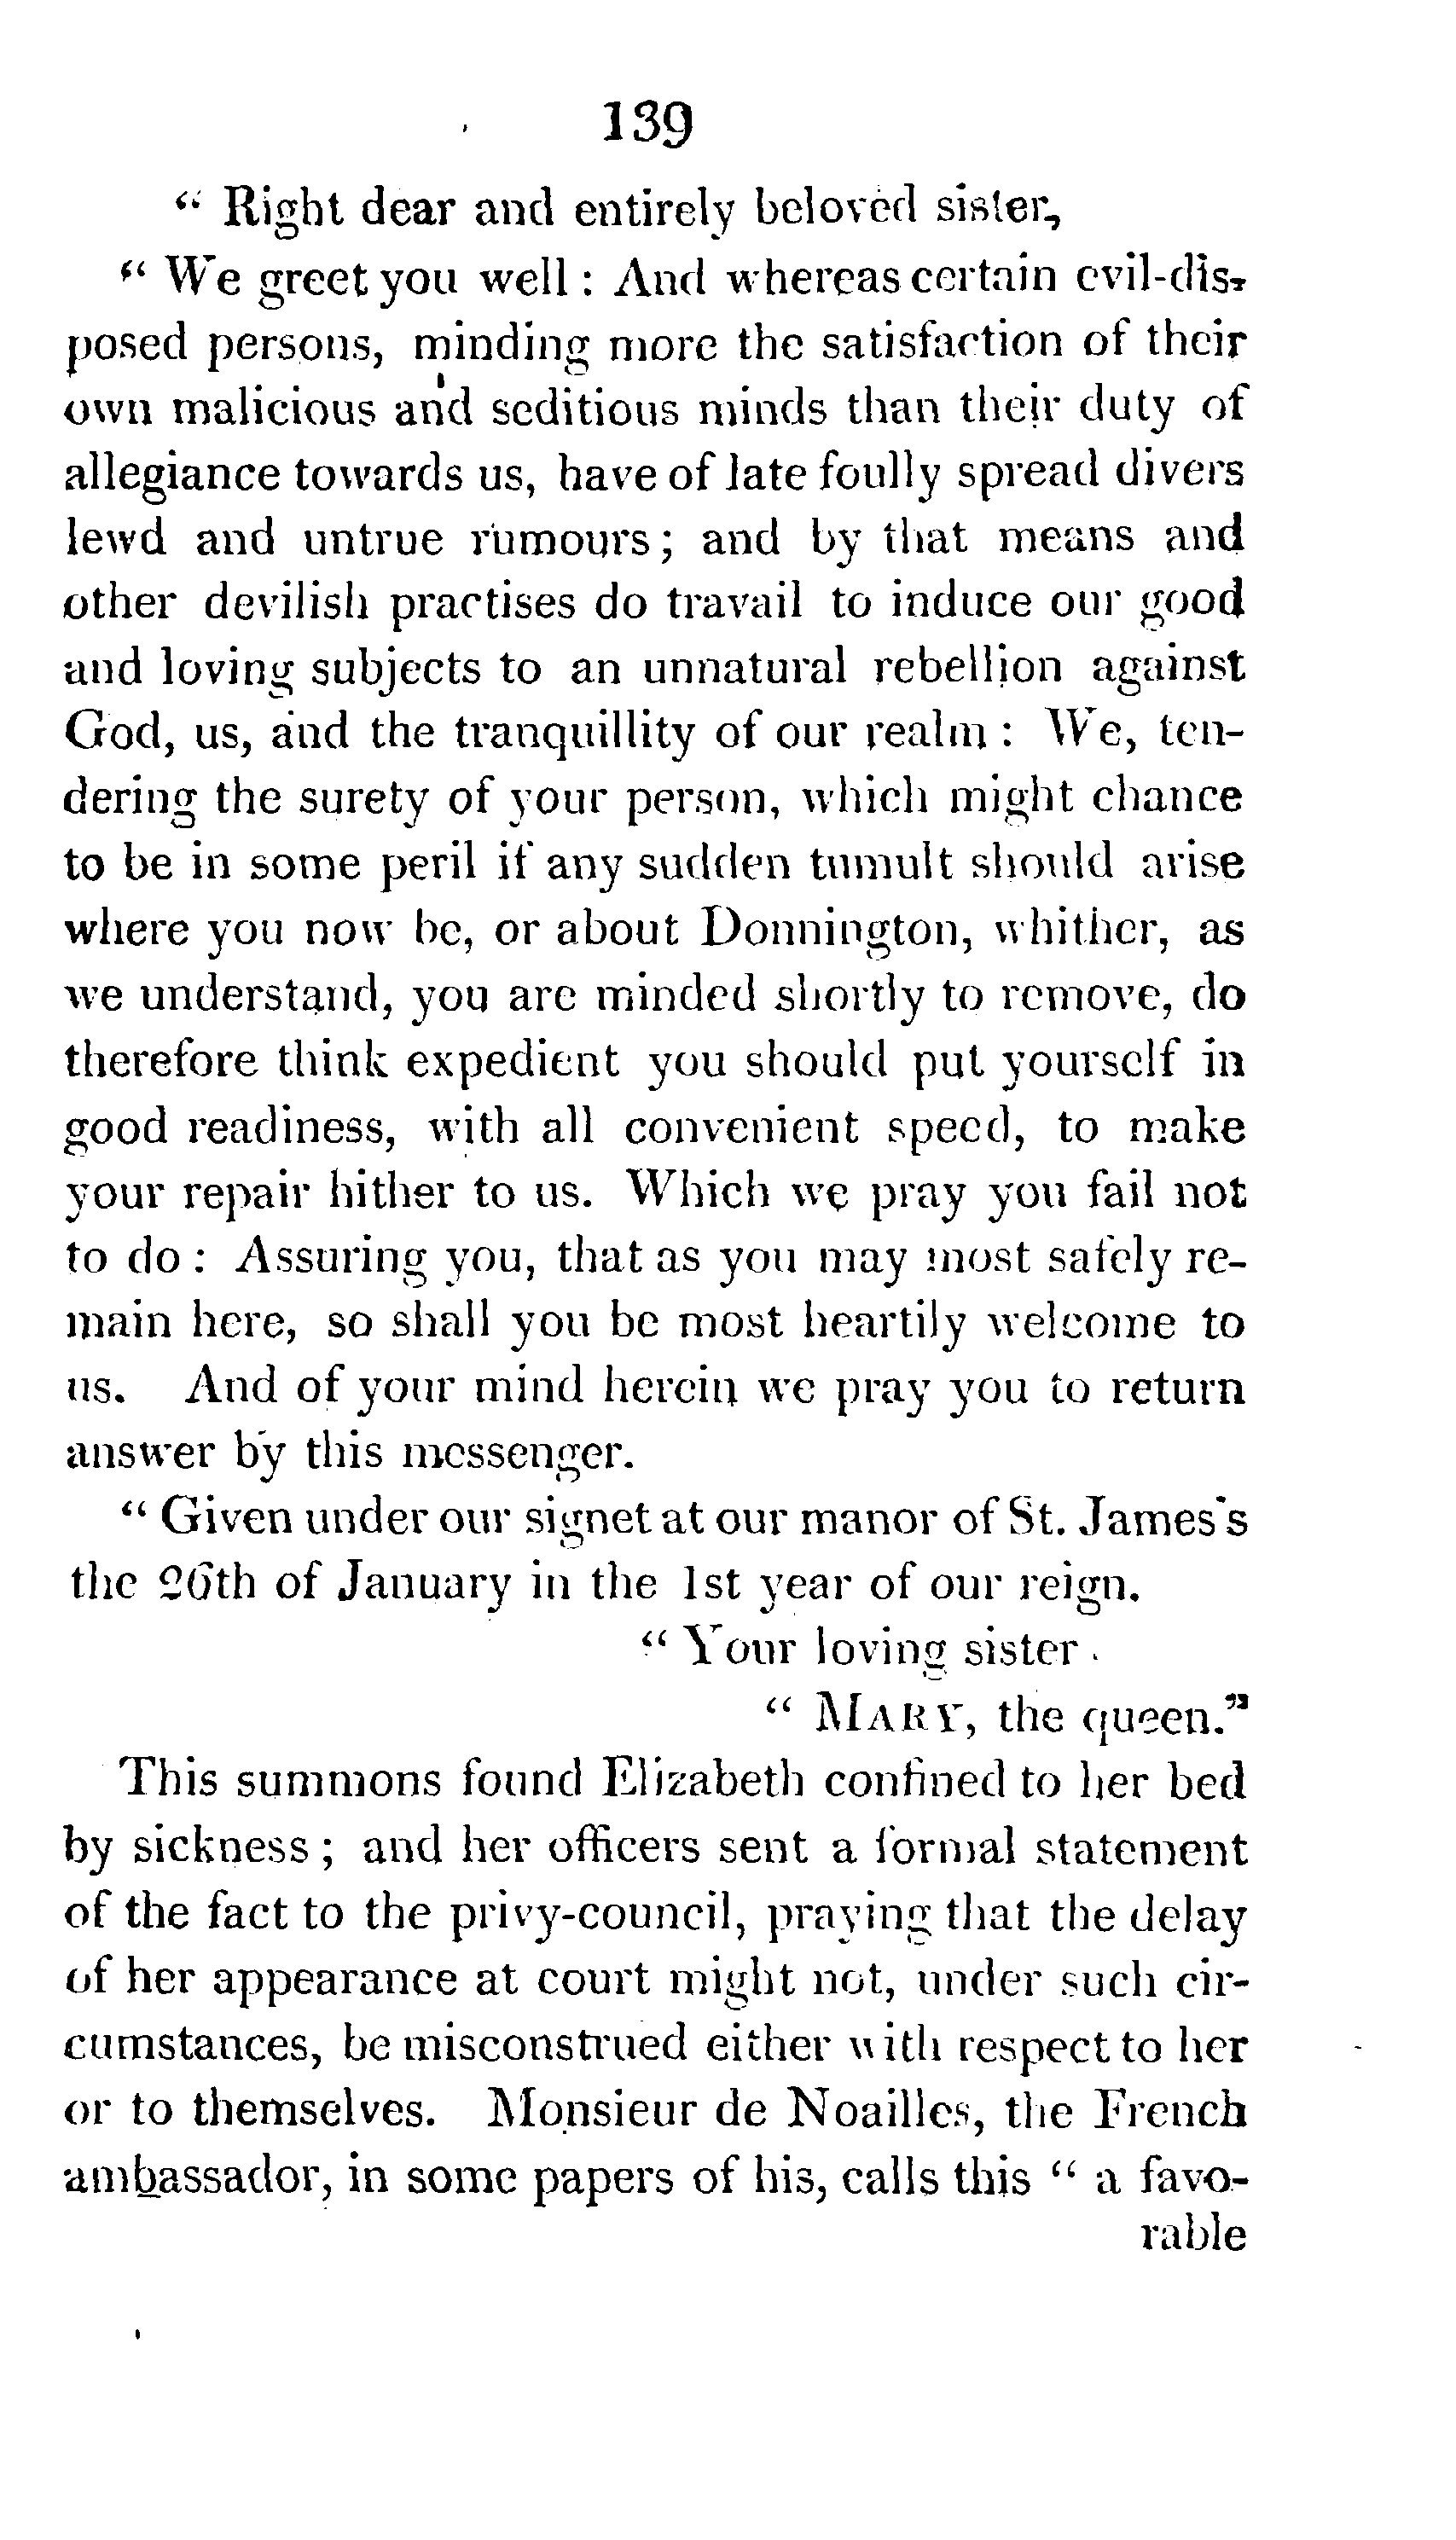 139
“ Right dear and entirely beloved sister,
“ We greet you well : And whereas certain evil-dis-
posed persons, minding more the satisfaction of their
own malicious and seditious minds than their duty of
allegiance towards us, have of late foully spread divers
lewd and untrue rumours ; and by that means and
other devilish practises do travail to induce our good
and loving subjects to an unnatural rebellion against
God, us, and the tranquillity of our realm : We, ten-
dering the surety of your person, which might chance
to be in some peril if any sudden tumult should arise
where you now be, or about Donnington, whither, as
we understand, you are minded shortly to remove, do
therefore think expedient you should put yourself in
good readiness, with all convenient speed, to make
your repair hither to us. Which we pray you fail not
to do : Assuring you, that as you may most safely re-
main here, so shall you be most heartily welcome to
us. And of your mind herein we pray you to return
answer by this messenger.
“ Given under our signet at our manor of St. James's
the 26th of January in the 1st year of our reign.
“ Your loving sister.
“ MARY, the queen.”
This summons found Elizabeth confined to her bed
by sickness ; and her officers sent a formal statement
of the fact to the privy-council, praying that the delay
of her appearance at court might not, under such cir-
cumstances, be misconstrued either with respect to her
or to themselves. Monsieur de Noailles, the French
ambassador, in some papers of his, calls this “ a favo-
rable